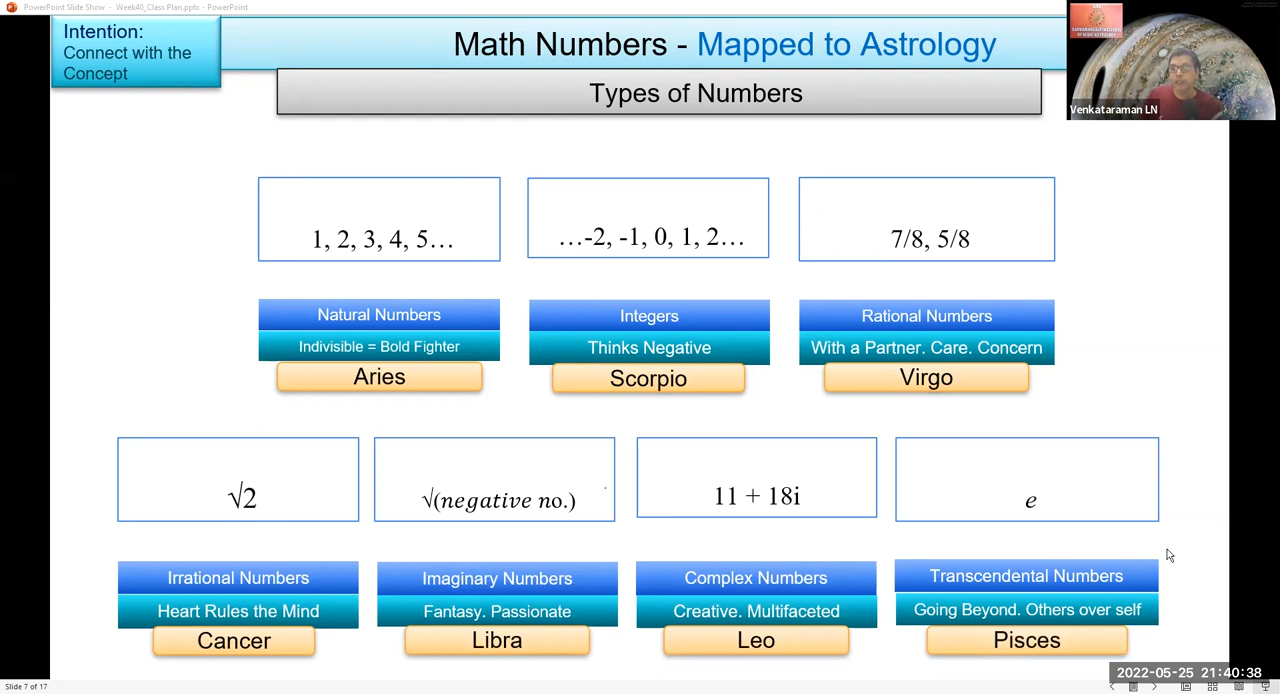 PowerPoint Slide Show - Week40_Class Plan.pptx - PowerPoint
Intention:
Connect with the
Concept
Math Numbers - Mapped to Astrology
Types of Numbers
Venkataraman LN
1, 2, 3, 4, 5…
…-2, -1, 0, 1, 2…
7/8, 5/8
Natural Numbers
Integers
Rational Numbers
Indivisible = Bold Fighter
Thinks Negative
With a Partner. Care. Concern
Aries
Scorpio
Virgo
√2
√(negative no.)
11 + 18i
e
Irrational Numbers
Imaginary Numbers
Complex Numbers
Transcendental Numbers
Heart Rules the Mind
Fantasy. Passionate
Creative. Multifaceted
Going Beyond. Others over self
Cancer
Libra
Leo
Pisces
2022-05-25 21:40:38
Slide 7 of 17